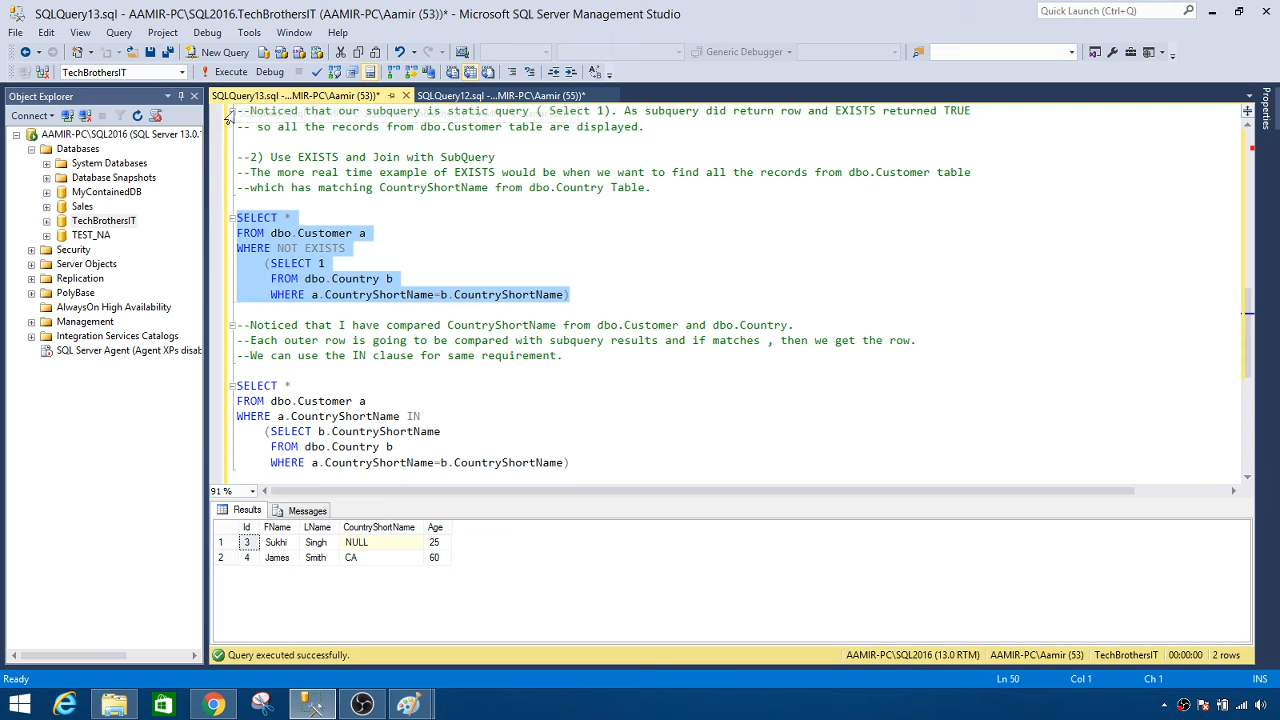 SQLQuery13.sql - AAMIR-PC\SQL2016.TechBrothersIT (AAMIR-PC\Aamir (53))* - Microsoft SQL Server Management Studio
Quick Launch (Ctrl+Q)
File Edit View Query Project Debug Tools Window Help
New Query
Generic Debugger
TechBrothersIT
Execute Debug
Object Explorer
SQLQuery13.sql -...MIR-PC\Aamir (53))*
SQLQuery12.sql -...MIR-PC\Aamir (55))*
Properties
Connect
AAMIR-PC\SQL2016 (SQL Server 13.0.
Databases
System Databases
Database Snapshots
MyContainedDB
Sales
TechBrothersIT
TEST_NA
Security
Server Objects
Replication
PolyBase
AlwaysOn High Availability
Management
Integration Services Catalogs
SQL Server Agent (Agent XPs disab
--Noticed that our subquery is static query ( Select 1). As subquery did return row and EXISTS returned TRUE
-- so all the records from dbo.Customer table are displayed.
--2) Use EXISTS and Join with SubQuery
--The more real time example of EXISTS would be when we want to find all the records from dbo.Customer table
--which has matching CountryShortName from dbo.Country Table.
SELECT *
FROM dbo.Customer a
WHERE NOT EXISTS
(SELECT 1
FROM dbo.Country b
WHERE a.CountryShortName=b.CountryShortName)
--Noticed that I have compared CountryShortName from dbo.Customer and dbo.Country.
--Each outer row is going to be compared with subquery results and if matches , then we get the row.
--We can use the IN clause for same requirement.
SELECT *
FROM dbo.Customer a
WHERE a.CountryShortName IN
(SELECT b.CountryShortName
FROM dbo.Country b
WHERE a.CountryShortName=b.CountryShortName)
91 %
Results Messages
Id FName LName CountryShortName Age
1 3 Sukhi Singh NULL 25
2 4 James Smith CA 60
Query executed successfully.
AAMIR-PC\SQL2016 (13.0 RTM) AAMIR-PC\Aamir (53) TechBrothersIT 00:00:00 2 rows
Ready
Ln 50 Col 1 Ch 1 INS
6:40 PM